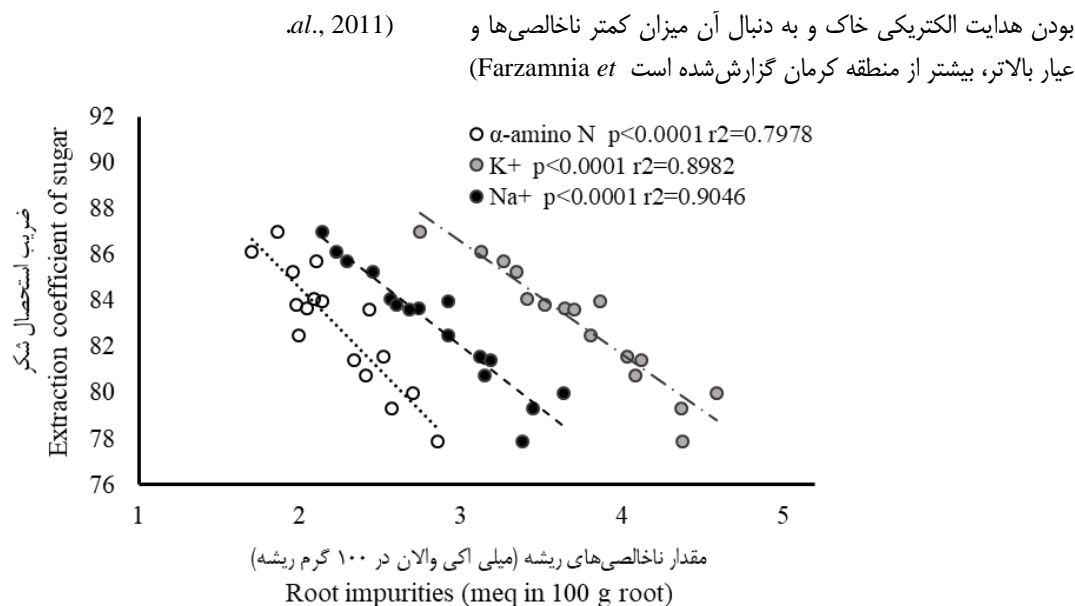 بودن هدایت الکتریکی خاک و به دنبال آن میزان کمتر ناخالصی‌ها و
عیار بالاتر، بیشتر از منطقه کرمان گزارش‌شده است (Farzamnia et
al., 2011).
92
90
88
86
84
82
80
78
76
ضریب استحصال شکر
Extraction coefficient of sugar
α-amino N p<0.0001 r2=0.7978
K+ p<0.0001 r2=0.8982
Na+ p<0.0001 r2=0.9046
1 2 3 4 5
مقدار ناخالصی‌های ریشه (میلی اکی والان در ۱۰۰ گرم ریشه)
Root impurities (meq in 100 g root)